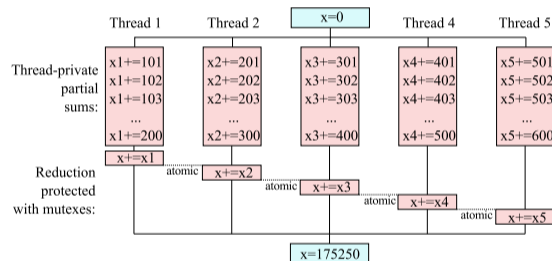 Thread 1
Thread 2
x=0
Thread 4
Thread 5
Thread-private
partial
sums:
x1+=101
x1+=102
x1+=103
...
x1+=200
x2+=201
x2+=202
x2+=203
...
x2+=300
x3+=301
x3+=302
x3+=303
...
x3+=400
x4+=401
x4+=402
x4+=403
...
x4+=500
x5+=501
x5+=502
x5+=503
...
x5+=600
Reduction
protected
with mutexes:
x+=x1
atomic
x+=x2
atomic
x+=x3
atomic
x+=x4
atomic
x+=x5
x=175250